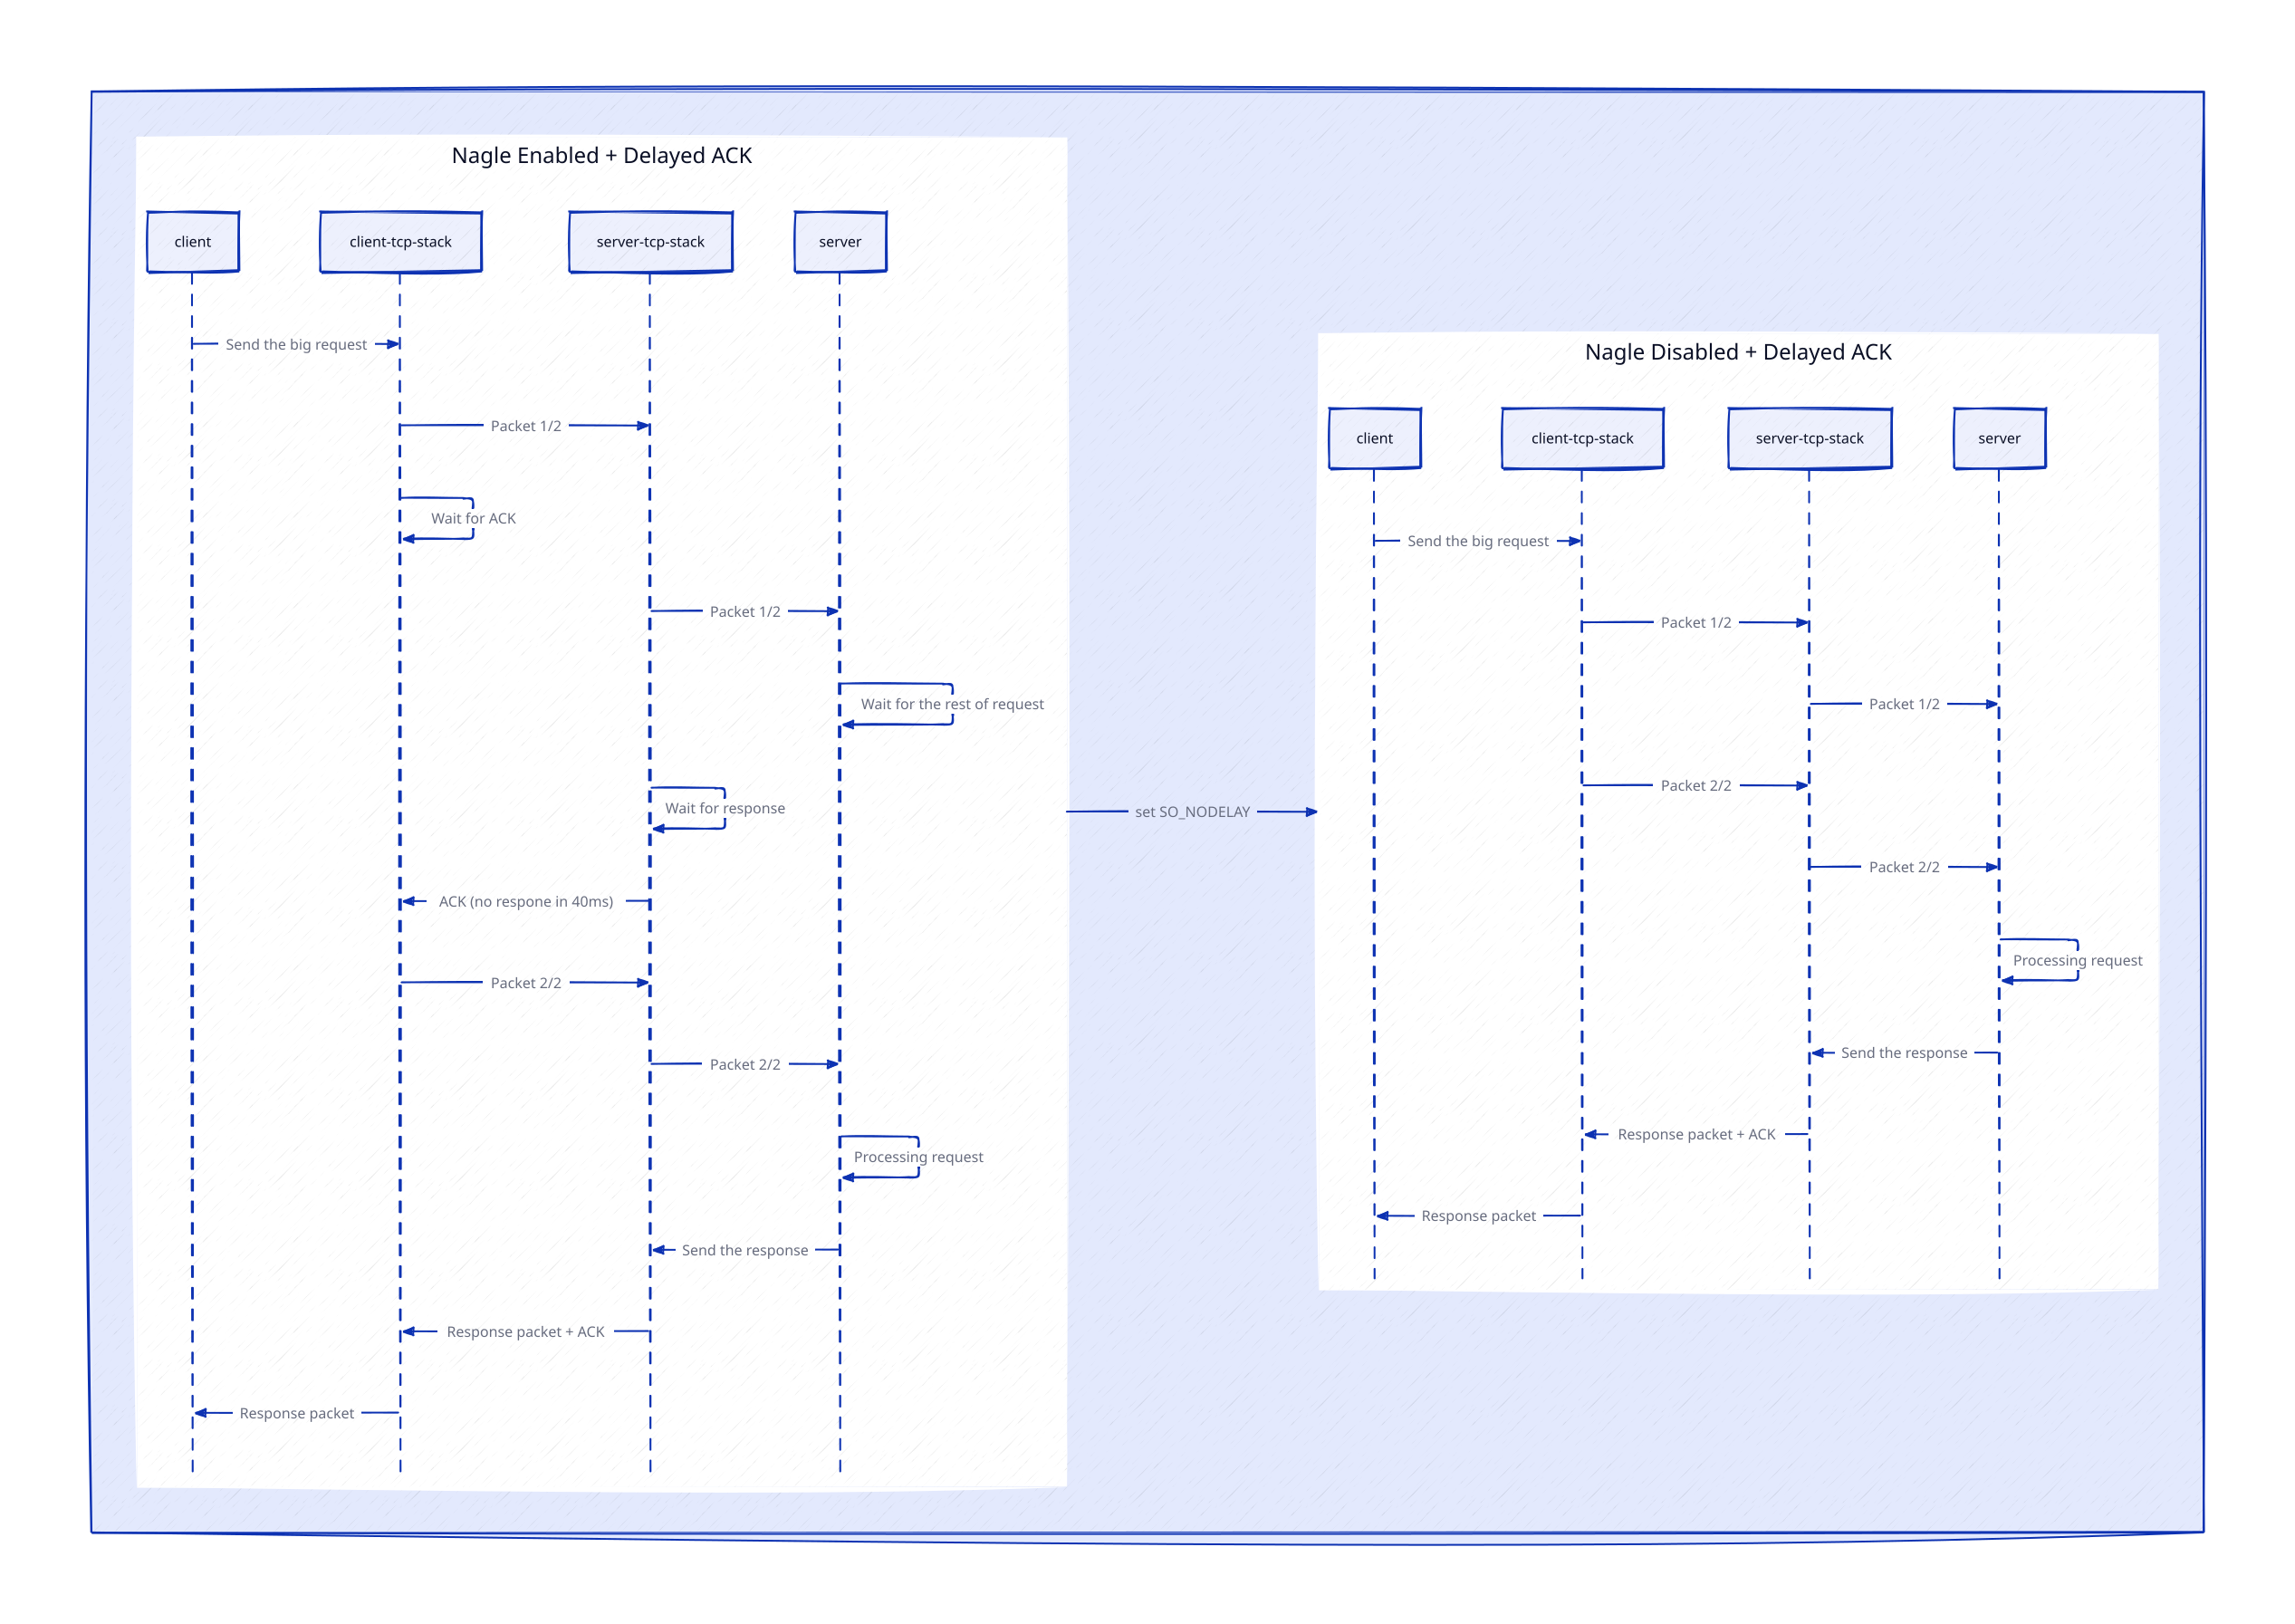 Nagle Enabled + Delayed ACK
client
client-tcp-stack
server-tcp-stack
server
Send the big request
Packet 1/2
Wait for ACK
Packet 1/2
Wait for the rest of request
Wait for response
ACK (no respone in 40ms)
Packet 2/2
Packet 2/2
Processing request
Send the response
Response packet + ACK
Response packet
set SO_NODELAY
Nagle Disabled + Delayed ACK
client
client-tcp-stack
server-tcp-stack
server
Send the big request
Packet 1/2
Packet 1/2
Packet 2/2
Packet 2/2
Processing request
Send the response
Response packet + ACK
Response packet